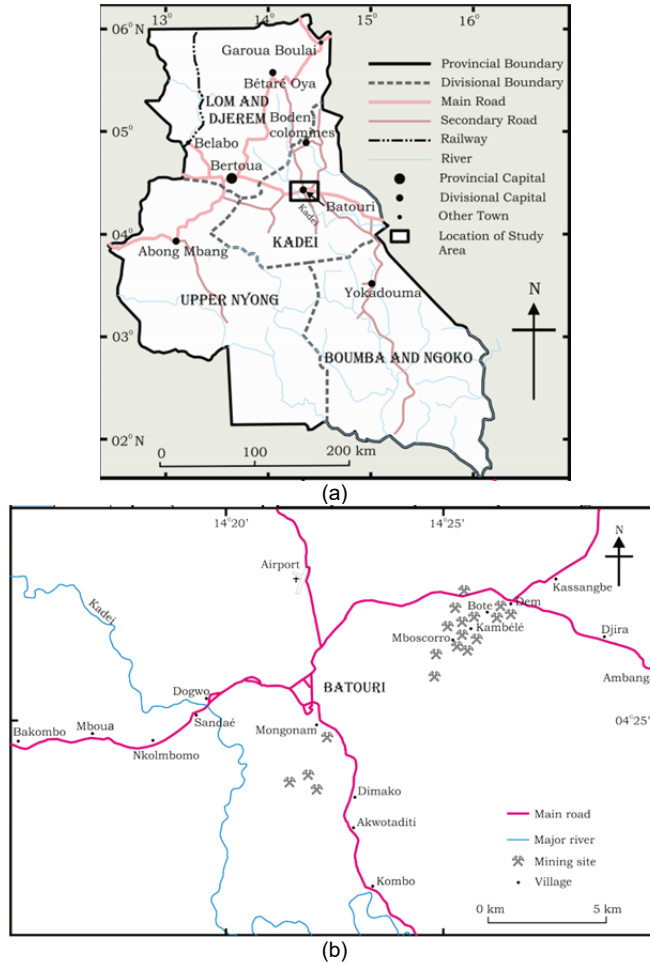 13° 14° 15° 16°
06°N
05°
04°
03°
02°N
Garoua Boulai
Bétaré Oya
LOM AND
DJEREM
Boden
colomines
Belabo
Bertoua
Batouri
Kadei
KADEI
Abong Mbang
UPPER NYONG
Yokadouma
BOUMBA AND NGOKO
Provincial Boundary
Divisional Boundary
Main Road
Secondary Road
Railway
River
Provincial Capital
Divisional Capital
Other Town
Location of Study
Area
N
0 100 200 km
(a)
14°20' 14°25'
N
Airport
Kassangbe
Kadei
Bote
Dem
Kambélé
Mboscorro
Djira
Ambanga
BATOURI
Dogwo
Sandaé
Mongonam
04°25'
Bakombo
Mboua
Nkolmbomo
Dimako
Akwotaditi
Kombo
Main road
Major river
Mining site
Village
0 km 5 km
(b)